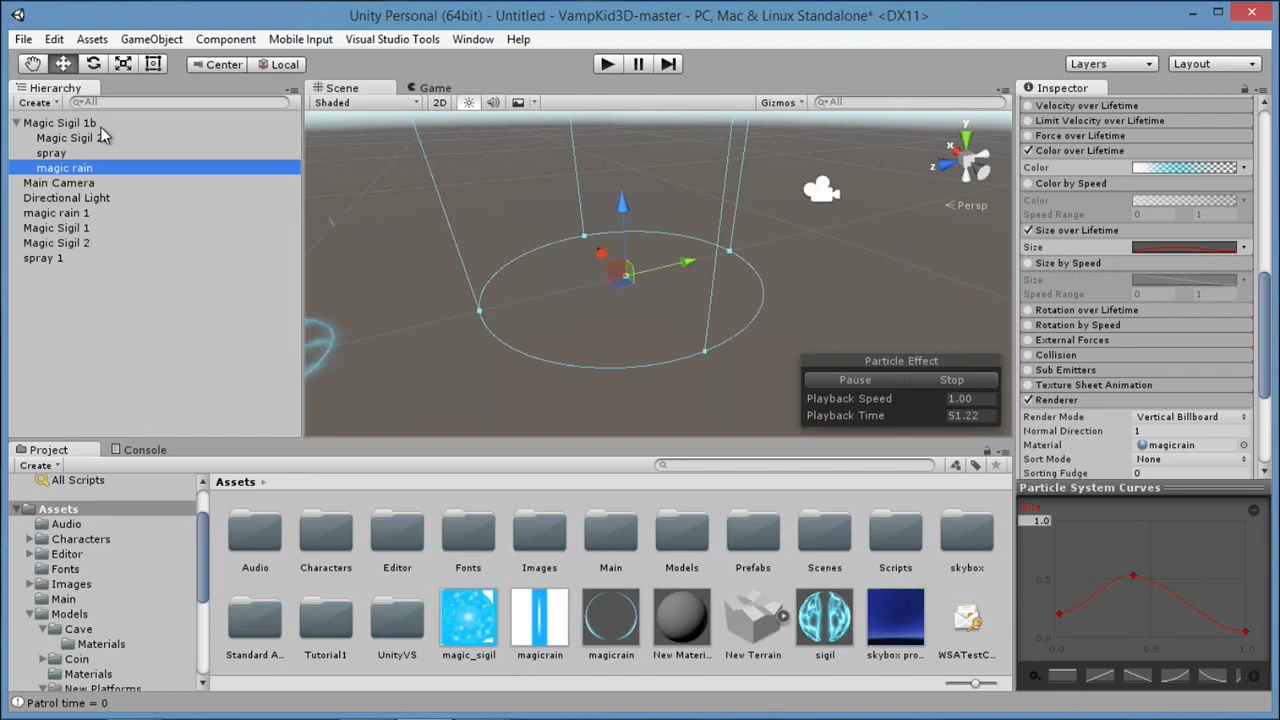 Unity Personal (64bit) - Untitled - VampKid3D-master - PC, Mac & Linux Standalone* <DX11>
File Edit Assets GameObject Component Mobile Input Visual Studio Tools Window Help
Center Local Layers Layout
Hierarchy
Create All
Magic Sigil 1b
Magic Sigil
spray
magic rain
Main Camera
Directional Light
magic rain 1
Magic Sigil 1
Magic Sigil 2
spray 1
Scene Game
Shaded 2D Gizmos All
y
x
z
Persp
Particle Effect
Pause Stop
Playback Speed 1.00
Playback Time 51.22
Inspector
Velocity over Lifetime
Limit Velocity over Lifetime
Force over Lifetime
Color over Lifetime
Color
Color by Speed
Color
Speed Range 0 1
Size over Lifetime
Size
Size by Speed
Size
Speed Range 0 1
Rotation over Lifetime
Rotation by Speed
External Forces
Collision
Sub Emitters
Texture Sheet Animation
Renderer
Render Mode Vertical Billboard
Normal Direction 1
Material magicrain
Sort Mode None
Sorting Fudge 0
Particle System Curves
Size
1.0
0.5
0.0
0.0 0.5 1.0
Project Console
Create
All Scripts
Assets
Audio
Characters
Editor
Fonts
Images
Main
Models
Cave
Materials
Coin
Materials
New Platforms
Assets
Audio Characters Editor Fonts Images Main Models Prefabs Scenes Scripts skybox
Standard A... Tutorial1 UnityVS magic_sigil magicrain magicrain New Materi... New Terrain sigil skybox pro... WSATestC...
Patrol time = 0